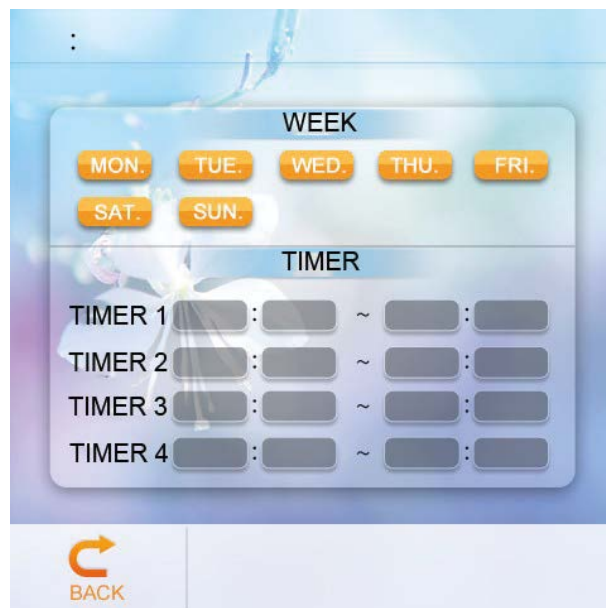 :
WEEK
MON. TUE. WED. THU. FRI.
SAT. SUN.
TIMER
TIMER 1 : ~ :
TIMER 2 : ~ :
TIMER 3 : ~ :
TIMER 4 : ~ :
BACK